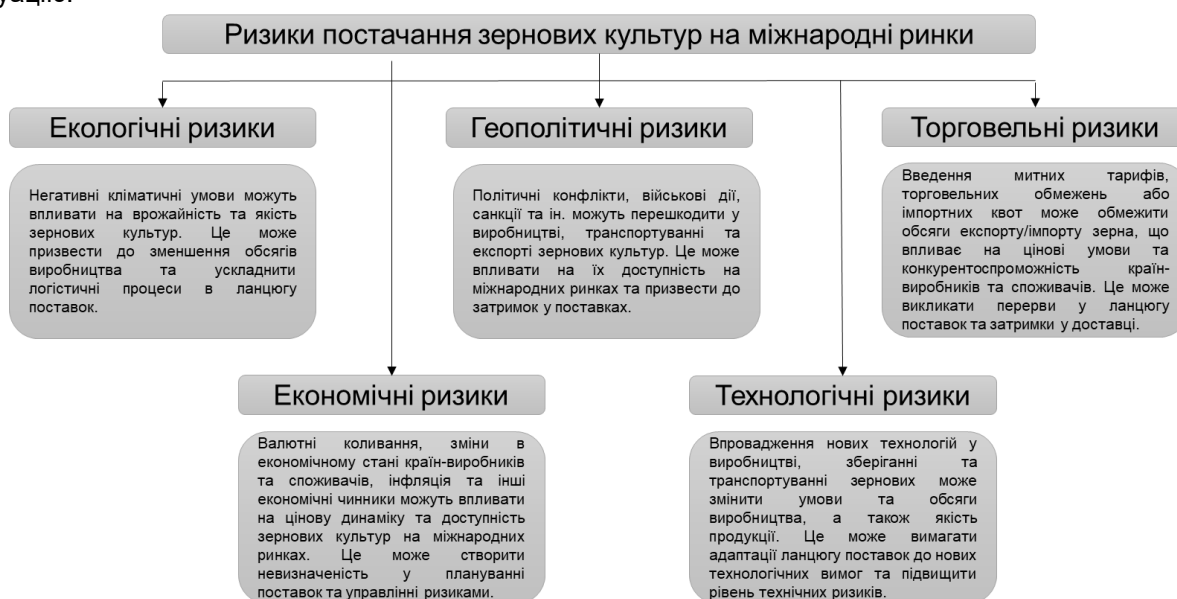 уацію.
Ризики постачання зернових культур на міжнародні ринки
Екологічні ризики
Негативні кліматичні умови можуть
впливати на врожайність та якість
зернових культур. Це може
призвести до зменшення обсягів
виробництва та ускладнити
логістичні процеси в ланцюгу
поставок.
Геополітичні ризики
Політичні конфлікти, військові дії,
санкції та ін. можуть перешкодити у
виробництві, транспортуванні та
експорті зернових культур. Це може
впливати на їх доступність на
міжнародних ринках та призвести до
затримок у поставках.
Торговельні ризики
Введення митних тарифів,
торговельних обмежень або
імпортних квот може обмежити
обсяги експорту/імпорту зерна, що
впливає на цінові умови та
конкурентоспроможність країн-
виробників та споживачів. Це може
викликати перерви у ланцюгу
поставок та затримки у доставці.
Економічні ризики
Валютні коливання, зміни в
економічному стані країн-виробників
та споживачів, інфляція та інші
економічні чинники можуть впливати
на цінову динаміку та доступність
зернових культур на міжнародних
ринках. Це може створити
невизначеність у плануванні
поставок та управлінні ризиками.
Технологічні ризики
Впровадження нових технологій у
виробництві, зберіганні та
транспортуванні зернових може
змінити умови та обсяги
виробництва, а також якість
продукції. Це може вимагати
адаптації ланцюгу поставок до нових
технологічних вимог та підвищити
рівень технічних ризиків.